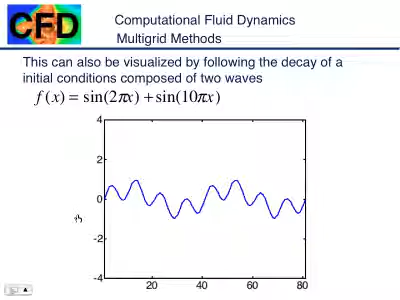 CFD
Computational Fluid Dynamics
Multigrid Methods
This can also be visualized by following the decay of a
initial conditions composed of two waves
f(x) = sin(2πx) + sin(10πx)
4
2
0
-2
-4
20 40 60 80